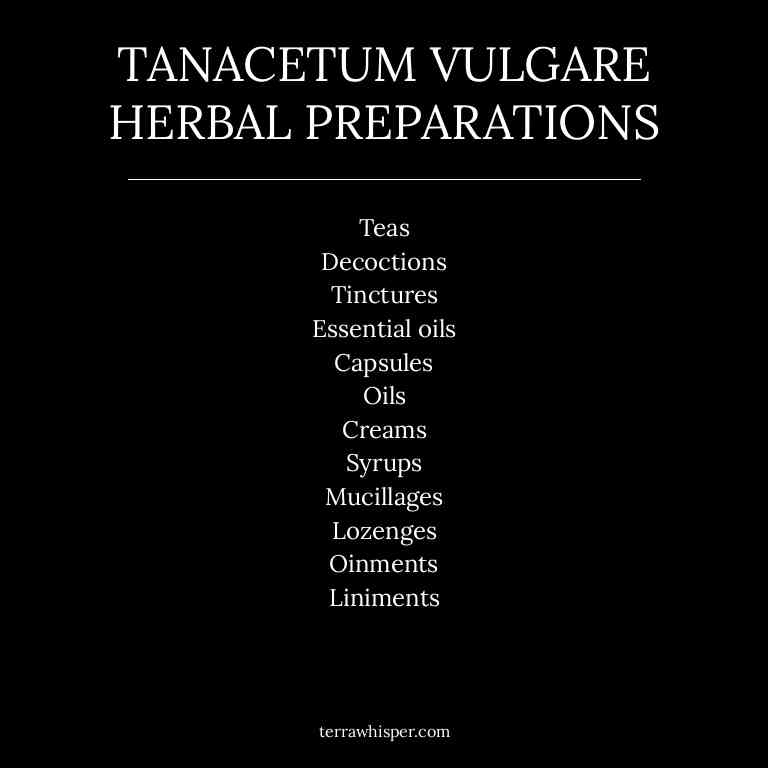 TANACETUM VULGARE
HERBAL PREPARATIONS
Teas
Decoctions
Tinctures
Essential oils
Capsules
Oils
Creams
Syrups
Mucillages
Lozenges
Oinments
Liniments
terrawhisper.com